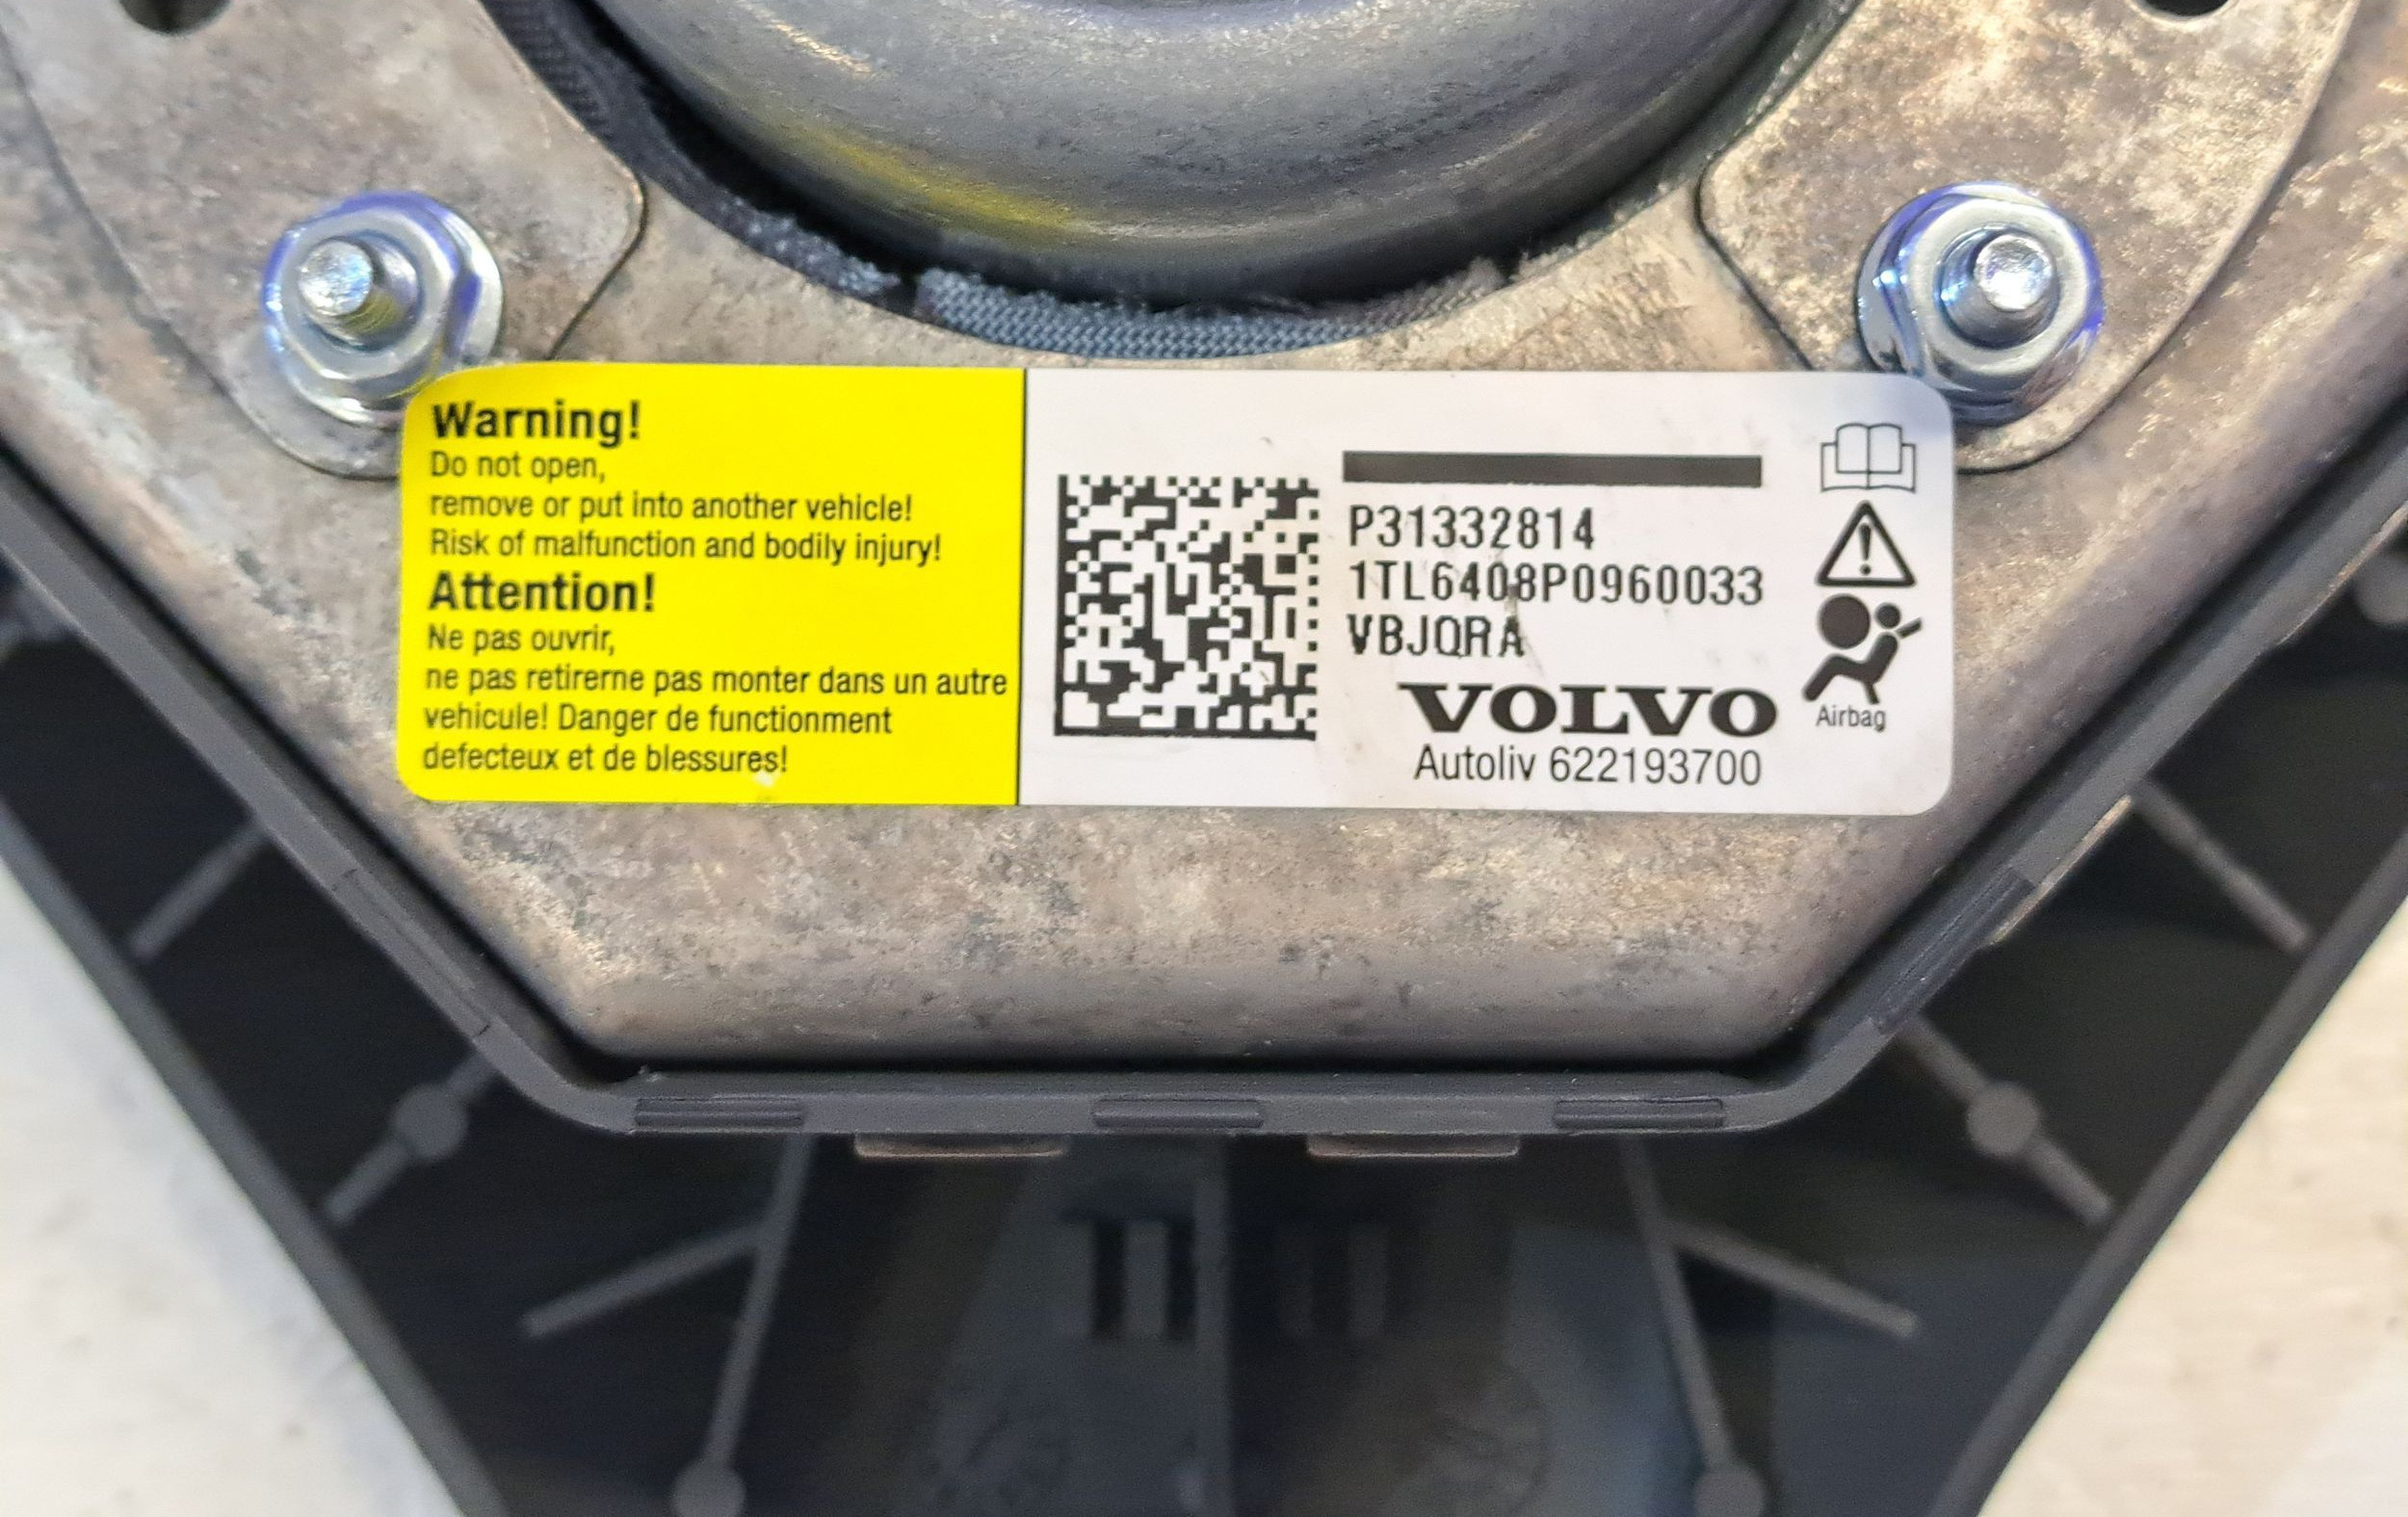 Warning!
Do not open,
remove or put into another vehicle!
Risk of malfunction and bodily injury!
Attention!
Ne pas ouvrir,
ne pas retirerne pas monter dans un autre
vehicule! Danger de functionment
defecteux et de blessures!
P31332814
1TL6408P0960033
VBJQRA
VOLVO
Autoliv 622193700
Airbag